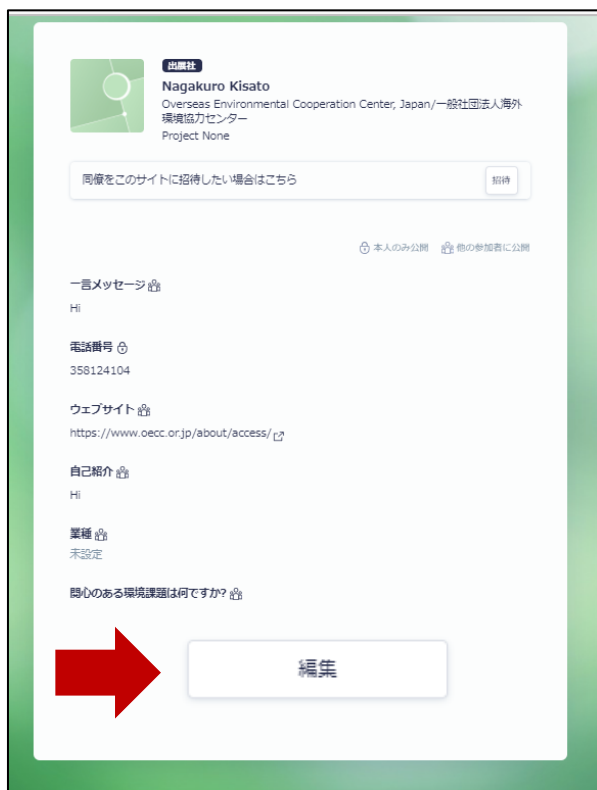 出展社
Nagakuro Kisato
Overseas Environmental Cooperation Center, Japan/一般社団法人海外
環境協力センター
Project None
同僚をこのサイトに招待したい場合はこちら
招待
本人のみ公開 他の参加者に公開
一言メッセージ
Hi
電話番号
358124104
ウェブサイト
https://www.oecc.or.jp/about/access/
自己紹介
Hi
業種
未設定
関心のある環境課題は何ですか?
編集